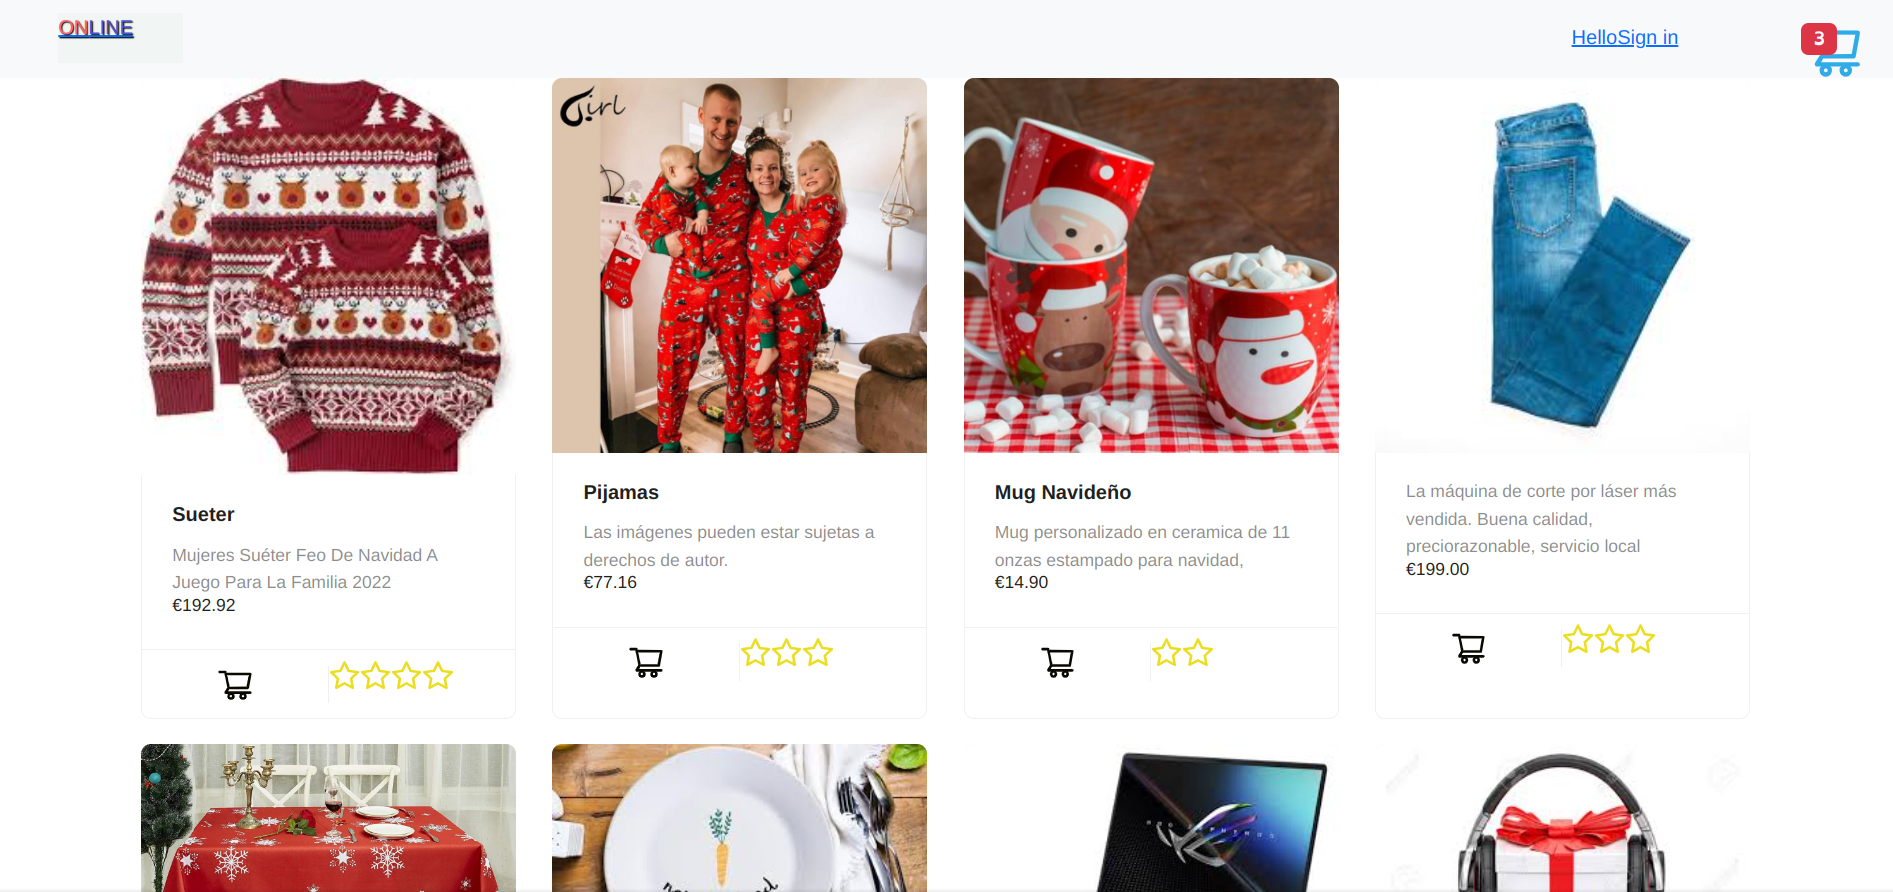 ONLINE
HelloSign in
3
Girl
Sueter
Mujeres Suéter Feo De Navidad A
Juego Para La Familia 2022
€192.92
Pijamas
Las imágenes pueden estar sujetas a
derechos de autor.
€77.16
Mug Navideño
Mug personalizado en ceramica de 11
onzas estampado para navidad,
€14.90
La máquina de corte por láser más
vendida. Buena calidad,
preciorazonable, servicio local
€199.00